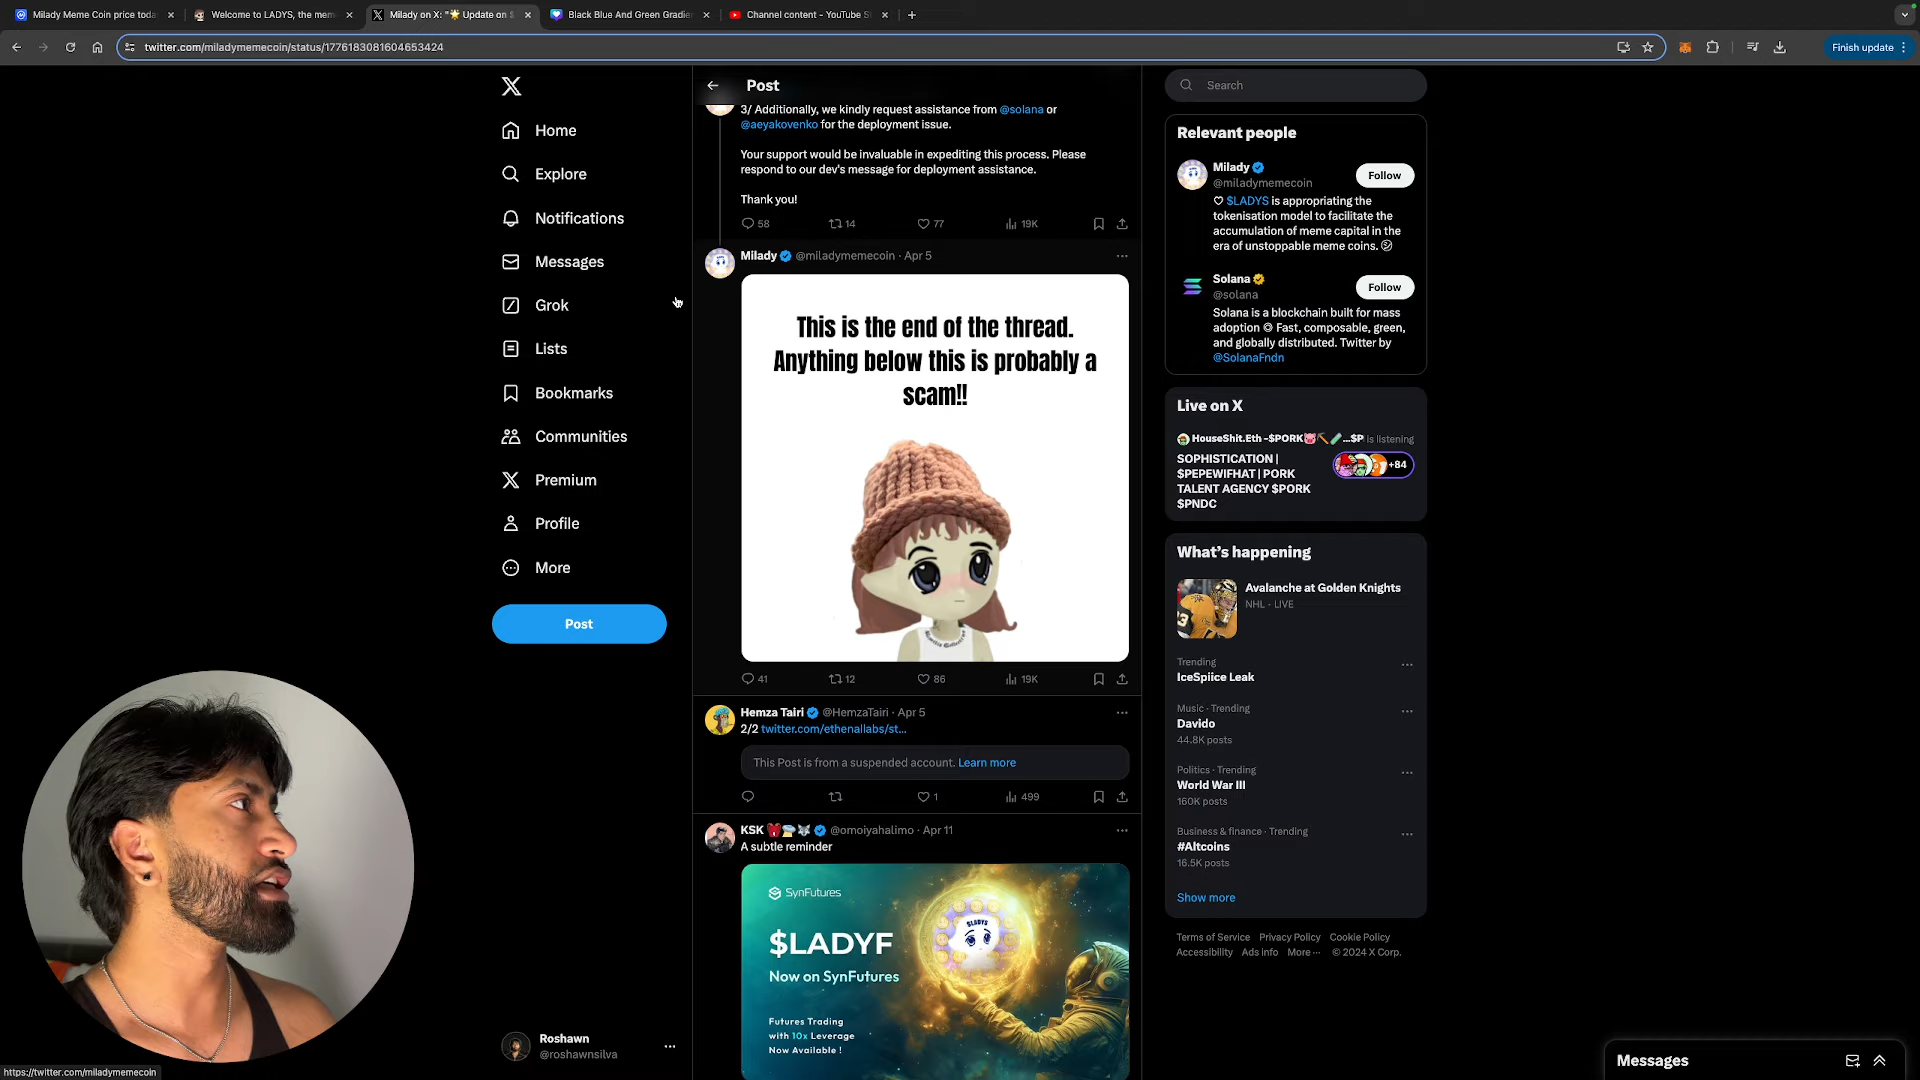 Milady Meme Coin price toda
Welcome to LADYS, the mem
Milady on X: "🌟 Update on $
Black Blue And Green Gradie
Channel content - YouTube S
twitter.com/miladymemecoin/status/1776183081604653424
Finish update
Home
Explore
Notifications
Messages
Grok
Lists
Bookmarks
Communities
Premium
Profile
More
Post
Roshawn
@roshawnsilva
https://twitter.com/miladymemecoin
Post
3/ Additionally, we kindly request assistance from @solana or
@aeyakovenko for the deployment issue.
Your support would be invaluable in expediting this process. Please
respond to our dev's message for deployment assistance.
Thank you!
58 14 77 19K
Milady @miladymemecoin · Apr 5
This is the end of the thread.
Anything below this is probably a
scam!!
41 12 86 19K
Hemza Tairi @HemzaTairi · Apr 5
2/2 twitter.com/ethenallabs/st...
This Post is from a suspended account. Learn more
1 499
KSK @omoiyahalimo · Apr 11
A subtle reminder
SynFutures
$LADYS
$LADYF
Now on SynFutures
Futures Trading
with 10x Leverage
Now Available !
Search
Relevant people
Milady
@miladymemecoin
Follow
$LADYS is appropriating the
tokenisation model to facilitate the
accumulation of meme capital in the
era of unstoppable meme coins.
Solana
@solana
Follow
Solana is a blockchain built for mass
adoption Fast, composable, green,
and globally distributed. Twitter by
@SolanaFndn
Live on X
HouseShit.Eth -$PORK🐷⛏️🧪...$P is listening
SOPHISTICATION |
$PEPEWIFHAT | PORK
TALENT AGENCY $PORK
$PNDC
+84
What's happening
Avalanche at Golden Knights
NHL · LIVE
Trending
IceSpiice Leak
Music · Trending
Davido
44.8K posts
Politics · Trending
World War III
160K posts
Business & finance · Trending
#Altcoins
16.5K posts
Show more
Terms of Service Privacy Policy Cookie Policy
Accessibility Ads info More ··· © 2024 X Corp.
Messages